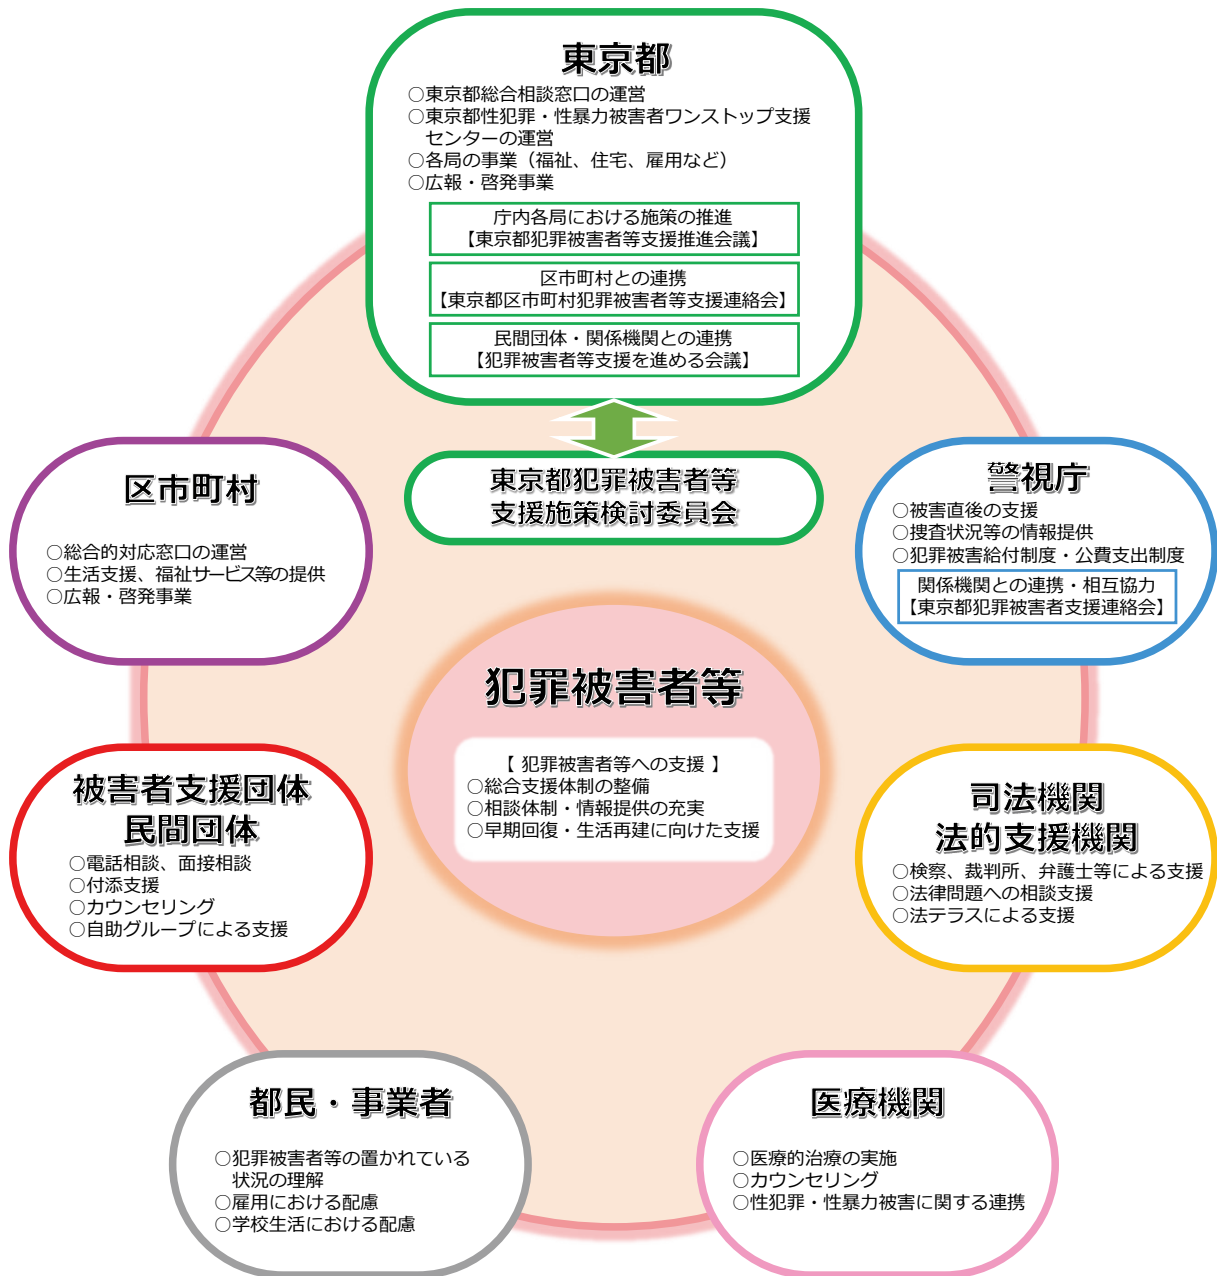 東京都
○東京都総合相談窓口の運営
○東京都性犯罪・性暴力被害者ワンストップ支援
センターの運営
○各局の事業（福祉、住宅、雇用など）
○広報・啓発事業
庁内各局における施策の推進
【東京都犯罪被害者等支援推進会議】
区市町村との連携
【東京都区市町村犯罪被害者等支援連絡会】
民間団体・関係機関との連携
【犯罪被害者等支援を進める会議】
東京都犯罪被害者等
支援施策検討委員会
区市町村
○総合的対応窓口の運営
○生活支援、福祉サービス等の提供
○広報・啓発事業
警視庁
○被害直後の支援
○捜査状況等の情報提供
○犯罪被害給付制度・公費支出制度
関係機関との連携・相互協力
【東京都犯罪被害者支援連絡会】
犯罪被害者等
【 犯罪被害者等への支援 】
○総合支援体制の整備
○相談体制・情報提供の充実
○早期回復・生活再建に向けた支援
被害者支援団体
民間団体
○電話相談、面接相談
○付添支援
○カウンセリング
○自助グループによる支援
司法機関
法的支援機関
○検察、裁判所、弁護士等による支援
○法律問題への相談支援
○法テラスによる支援
都民・事業者
○犯罪被害者等の置かれている
状況の理解
○雇用における配慮
○学校生活における配慮
医療機関
○医療的治療の実施
○カウンセリング
○性犯罪・性暴力被害に関する連携